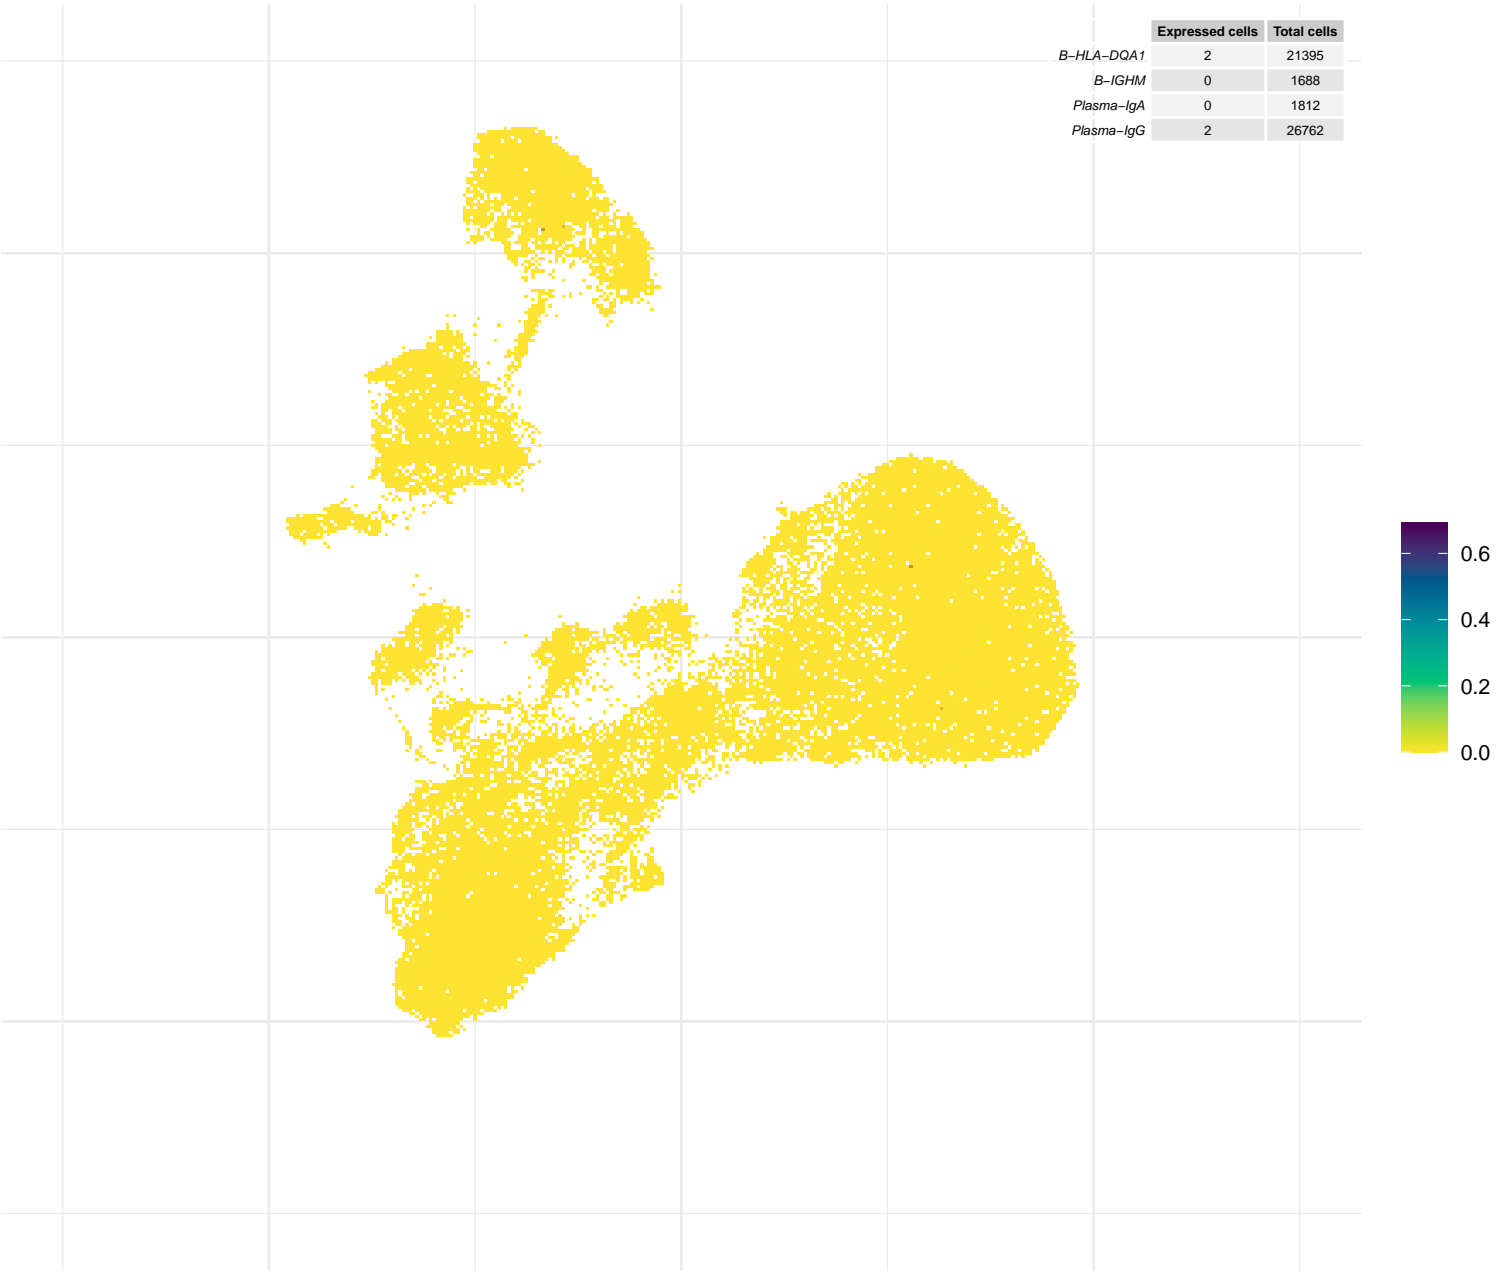 Expressed cells Total cells
B−HLA−DQA1 2 21395
B−IGHM 0 1688
Plasma−IgA 0 1812
Plasma−IgG 2 26762
0.6
0.4
0.2
0.0